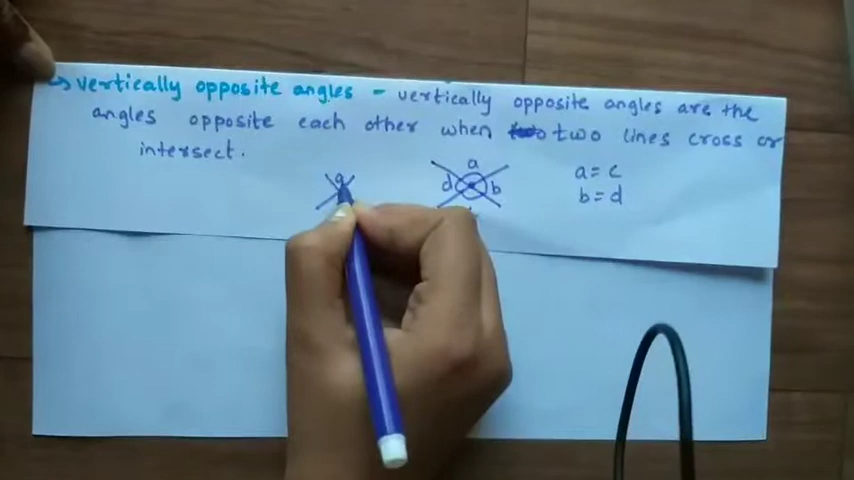 → vertically opposite angles - vertically opposite angles are the
angles opposite each other when two lines cross or
intersect.
a
a
d b
a = c
b = d